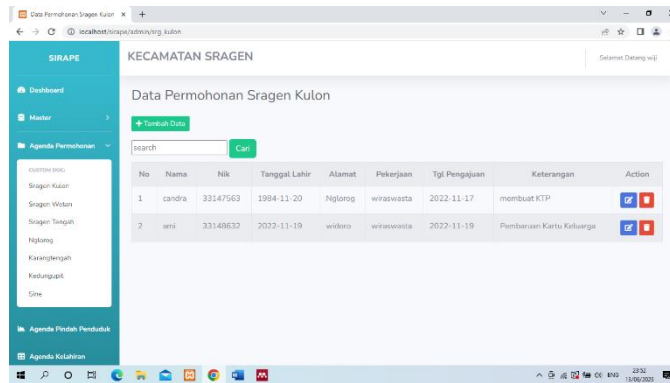 Data Permohonan Sragen Kulon
localhost/sirape/admin/srg_kulon
SIRAPE
KECAMATAN SRAGEN
Selamat Datang wiji
Dashboard
Master
Agenda Permohonan
Sragen Kulon
Sragen Wetan
Sragen Tengah
Nglorog
Karangtengah
Kedungupit
Sine
Agenda Pindah Penduduk
Agenda Kelahiran
Data Permohonan Sragen Kulon
+ Tambah Data
search Cari
No Nama Nik Tanggal Lahir Alamat Pekerjaan Tgl Pengajuan Keterangan Action
1 candra 33147563 1984-11-20 Nglorog wiraswasta 2022-11-17 membuat KTP
2 ami 33148632 2022-11-19 widoro wiraswasta 2022-11-19 Pembaruan Kartu Keluarga
ENG 23:52